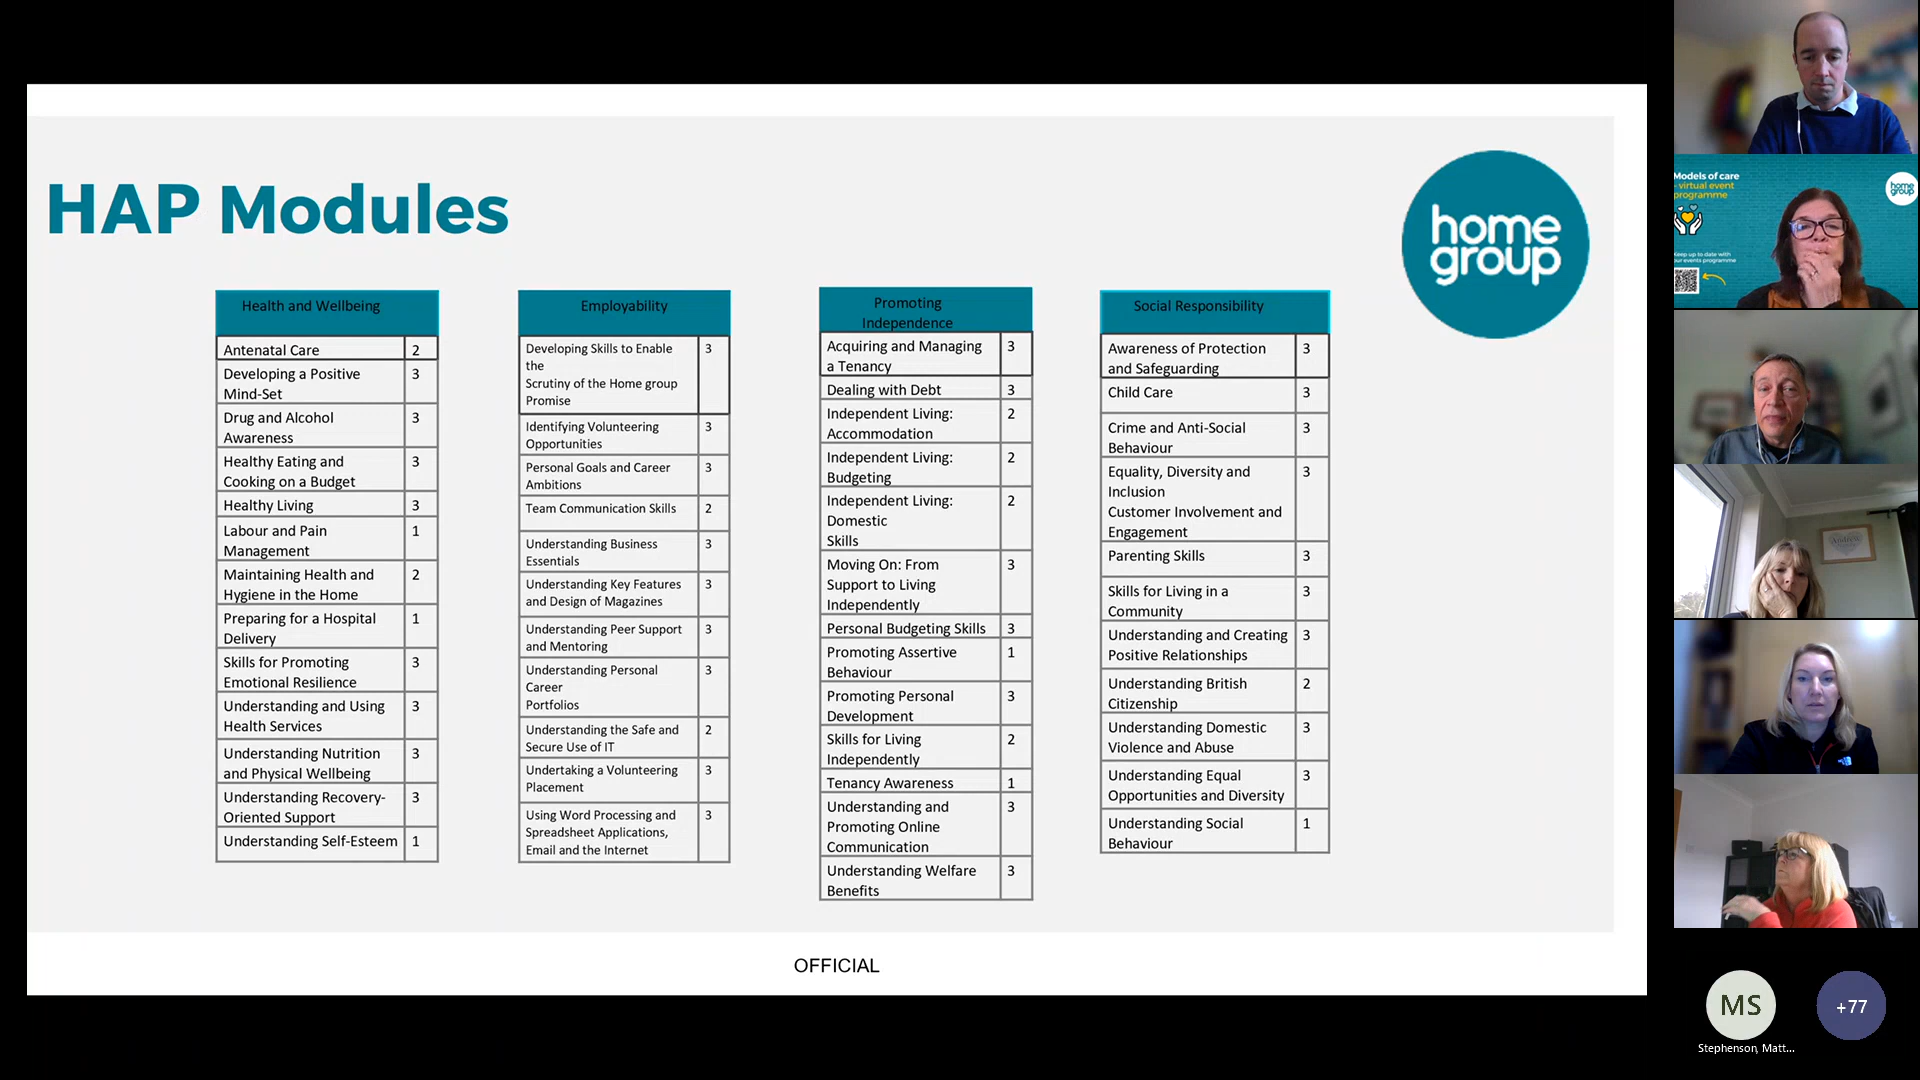 HAP Modules
home
group
Health and Wellbeing
Antenatal Care 2
Developing a Positive 3
Mind-Set
Drug and Alcohol 3
Awareness
Healthy Eating and 3
Cooking on a Budget
Healthy Living 3
Labour and Pain 1
Management
Maintaining Health and 2
Hygiene in the Home
Preparing for a Hospital 1
Delivery
Skills for Promoting 3
Emotional Resilience
Understanding and Using 3
Health Services
Understanding Nutrition 3
and Physical Wellbeing
Understanding Recovery- 3
Oriented Support
Understanding Self-Esteem 1
Employability
Developing Skills to Enable 3
the
Scrutiny of the Home group
Promise
Identifying Volunteering 3
Opportunities
Personal Goals and Career 3
Ambitions
Team Communication Skills 2
Understanding Business 3
Essentials
Understanding Key Features 3
and Design of Magazines
Understanding Peer Support 3
and Mentoring
Understanding Personal 3
Career
Portfolios
Understanding the Safe and 2
Secure Use of IT
Undertaking a Volunteering 3
Placement
Using Word Processing and 3
Spreadsheet Applications,
Email and the Internet
Promoting
Independence
Acquiring and Managing 3
a Tenancy
Dealing with Debt 3
Independent Living: 2
Accommodation
Independent Living: 2
Budgeting
Independent Living: 2
Domestic
Skills
Moving On: From 3
Support to Living
Independently
Personal Budgeting Skills 3
Promoting Assertive 1
Behaviour
Promoting Personal 3
Development
Skills for Living 2
Independently
Tenancy Awareness 1
Understanding and 3
Promoting Online
Communication
Understanding Welfare 3
Benefits
Social Responsibility
Awareness of Protection 3
and Safeguarding
Child Care 3
Crime and Anti-Social 3
Behaviour
Equality, Diversity and 3
Inclusion
Customer Involvement and
Engagement
Parenting Skills 3
Skills for Living in a 3
Community
Understanding and Creating 3
Positive Relationships
Understanding British 2
Citizenship
Understanding Domestic 3
Violence and Abuse
Understanding Equal 3
Opportunities and Diversity
Understanding Social 1
Behaviour
OFFICIAL
Models of care
- virtual event
programme
home
group
Keep up to date with
our events programme
MS
+77
Stephenson, Matt...